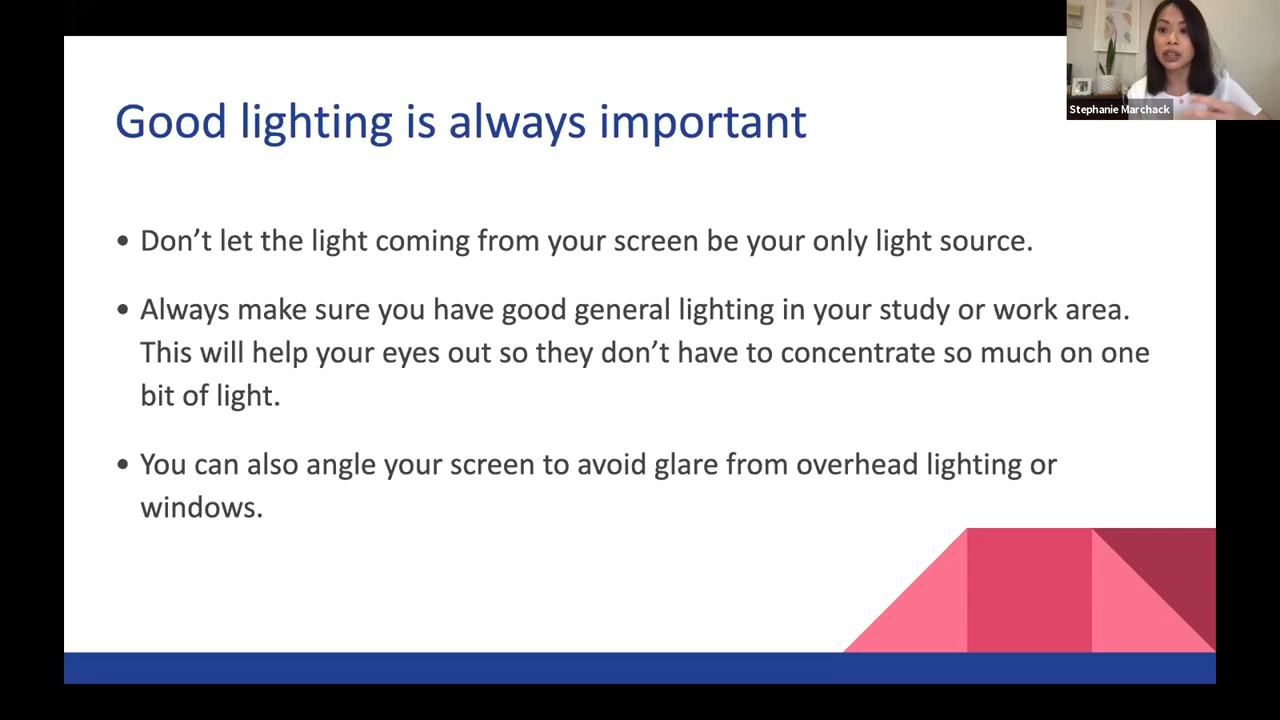 Good lighting is always important
• Don’t let the light coming from your screen be your only light source.
• Always make sure you have good general lighting in your study or work area.
This will help your eyes out so they don’t have to concentrate so much on one
bit of light.
• You can also angle your screen to avoid glare from overhead lighting or
windows.
Stephanie Marchack